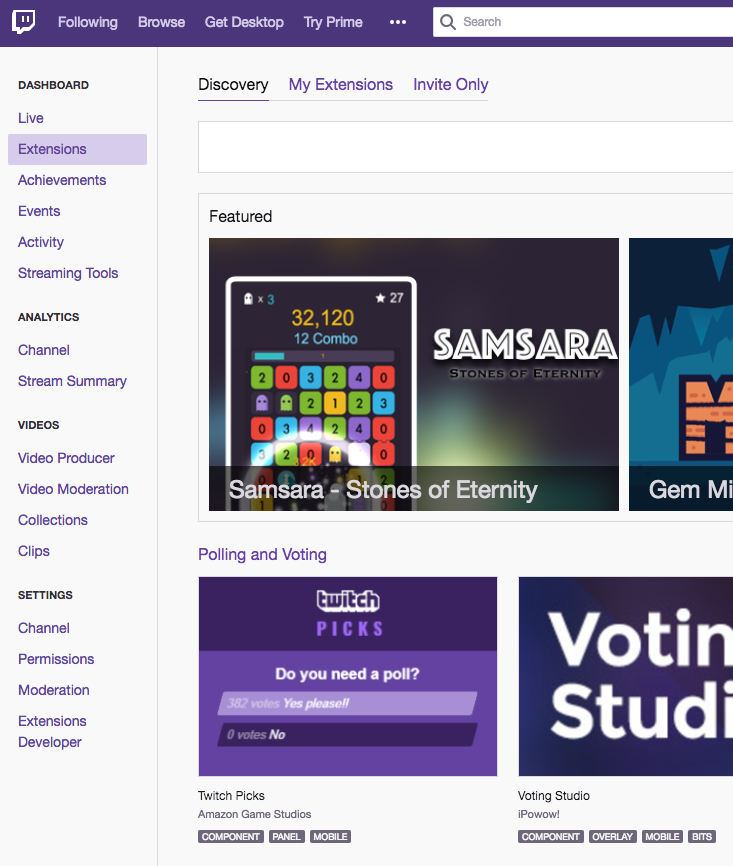 Following Browse Get Desktop Try Prime ••• Search
DASHBOARD
Live
Extensions
Achievements
Events
Activity
Streaming Tools
ANALYTICS
Channel
Stream Summary
VIDEOS
Video Producer
Video Moderation
Collections
Clips
SETTINGS
Channel
Permissions
Moderation
Extensions
Developer
Discovery My Extensions Invite Only
Featured
x 3
27
32,120
12 Combo
1
2 0 3 2 4 0
2 1 2 3
0 3 4 2 4 0
3 2 0 0
SAMSARA
STONES OF ETERNITY
Samsara - Stones of Eternity
Gem Mi
Polling and Voting
twitch
PICKS
Do you need a poll?
382 votes Yes please!!
0 votes No
Twitch Picks
Amazon Game Studios
COMPONENT PANEL MOBILE
Votin
Studi
Voting Studio
iPowow!
COMPONENT OVERLAY MOBILE BITS